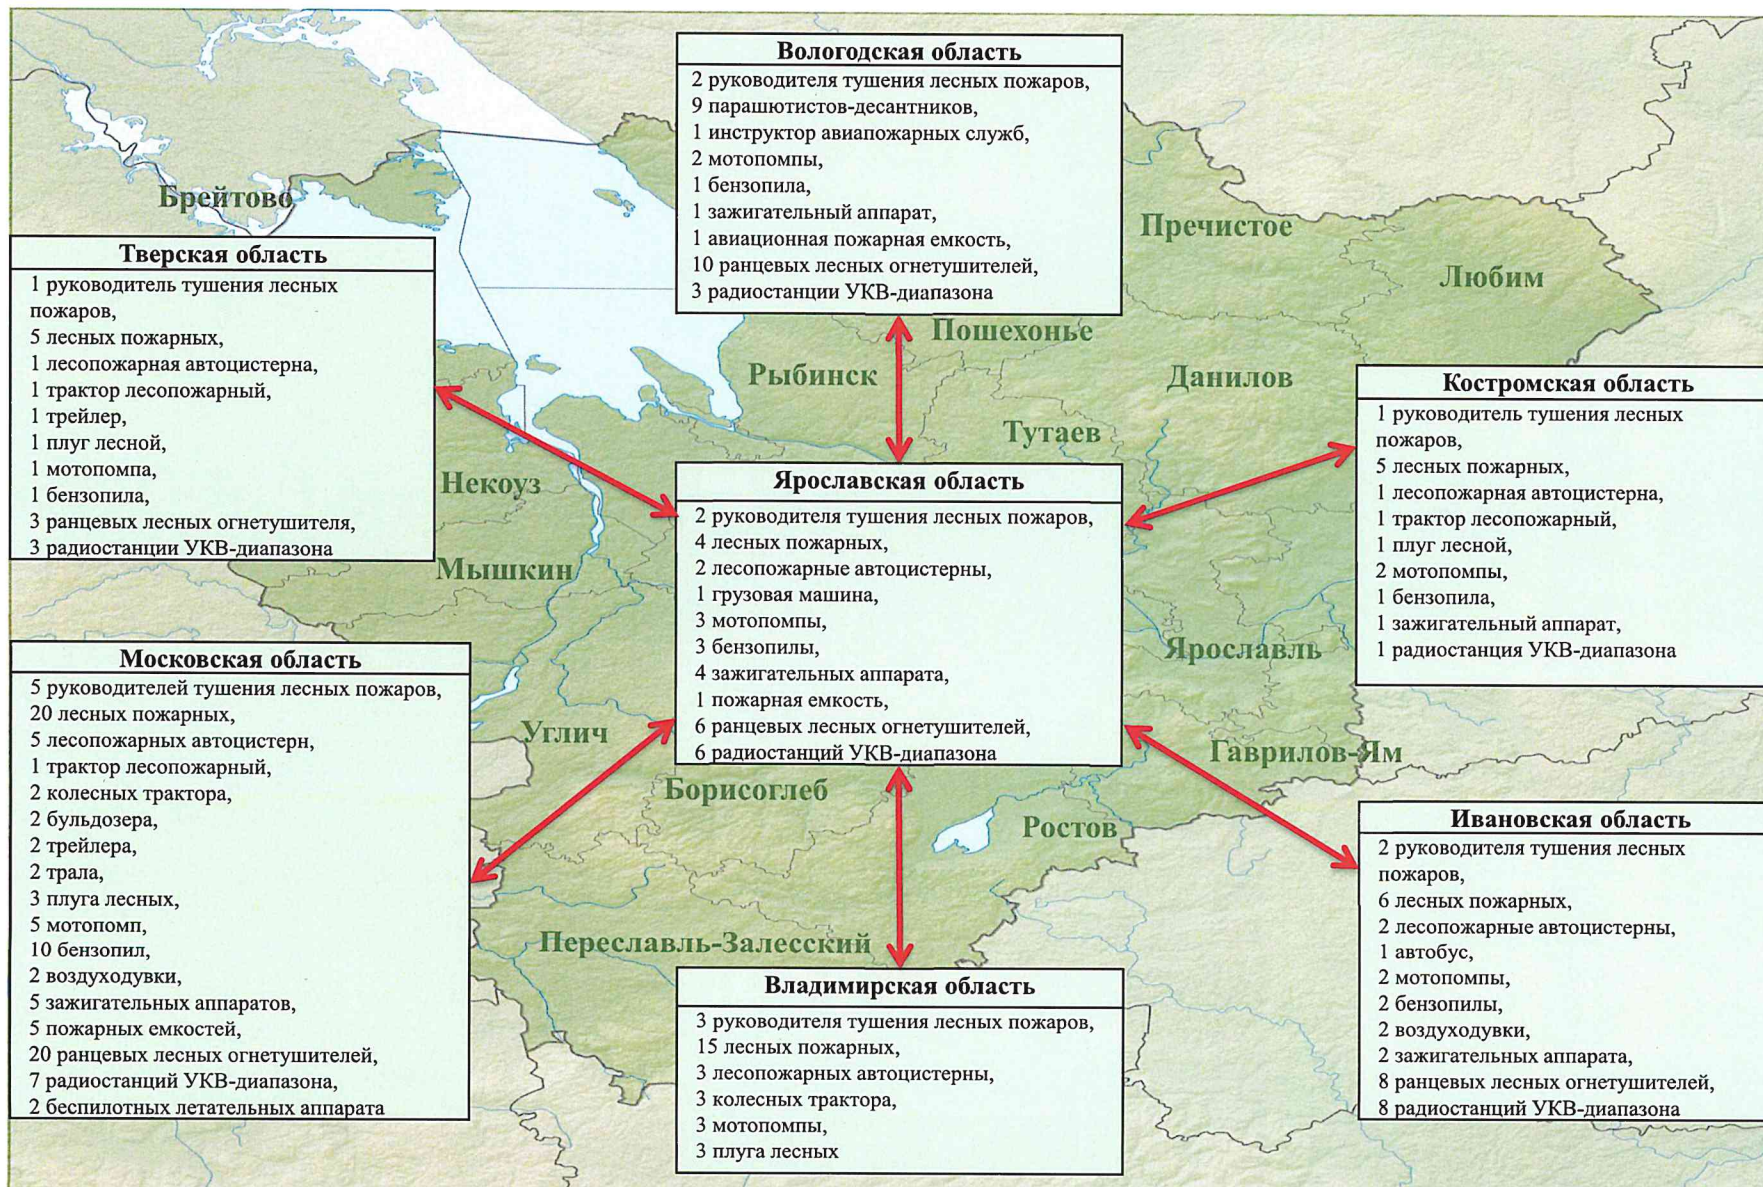 Вологодская область
2 руководителя тушения лесных пожаров,
9 парашютистов-десантников,
1 инструктор авиапожарных служб,
2 мотопомпы,
1 бензопила,
1 зажигательный аппарат,
1 авиационная пожарная емкость,
10 ранцевых лесных огнетушителей,
3 радиостанции УКВ-диапазона
Брейтово
Пречистое
Любим
Тверская область
1 руководитель тушения лесных
пожаров,
5 лесных пожарных,
1 лесопожарная автоцистерна,
1 трактор лесопожарный,
1 трейлер,
1 плуг лесной,
1 мотопомпа,
1 бензопила,
3 ранцевых лесных огнетушителя,
3 радиостанции УКВ-диапазона
Пошехонье
Рыбинск
Данилов
Тутаев
Некоуз
Мышкин
Костромская область
1 руководитель тушения лесных
пожаров,
5 лесных пожарных,
1 лесопожарная автоцистерна,
1 трактор лесопожарный,
1 плуг лесной,
2 мотопомпы,
1 бензопила,
1 зажигательный аппарат,
1 радиостанция УКВ-диапазона
Ярославская область
2 руководителя тушения лесных пожаров,
4 лесных пожарных,
2 лесопожарные автоцистерны,
1 грузовая машина,
3 мотопомпы,
3 бензопилы,
4 зажигательных аппарата,
1 пожарная емкость,
6 ранцевых лесных огнетушителей,
6 радиостанций УКВ-диапазона
Ярославль
Углич
Гаврилов-Ям
Борисоглеб
Ростов
Переславль-Залесский
Московская область
5 руководителей тушения лесных пожаров,
20 лесных пожарных,
5 лесопожарных автоцистерн,
1 трактор лесопожарный,
2 колесных трактора,
2 бульдозера,
2 трейлера,
2 трала,
3 плуга лесных,
5 мотопомп,
10 бензопил,
2 воздуходувки,
5 зажигательных аппаратов,
5 пожарных емкостей,
20 ранцевых лесных огнетушителей,
7 радиостанций УКВ-диапазона,
2 беспилотных летательных аппарата
Владимирская область
3 руководителя тушения лесных пожаров,
15 лесных пожарных,
3 лесопожарных автоцистерны,
3 колесных трактора,
3 мотопомпы,
3 плуга лесных
Ивановская область
2 руководителя тушения лесных
пожаров,
6 лесных пожарных,
2 лесопожарные автоцистерны,
1 автобус,
2 мотопомпы,
2 бензопилы,
2 воздуходувки,
2 зажигательных аппарата,
8 ранцевых лесных огнетушителей,
8 радиостанций УКВ-диапазона